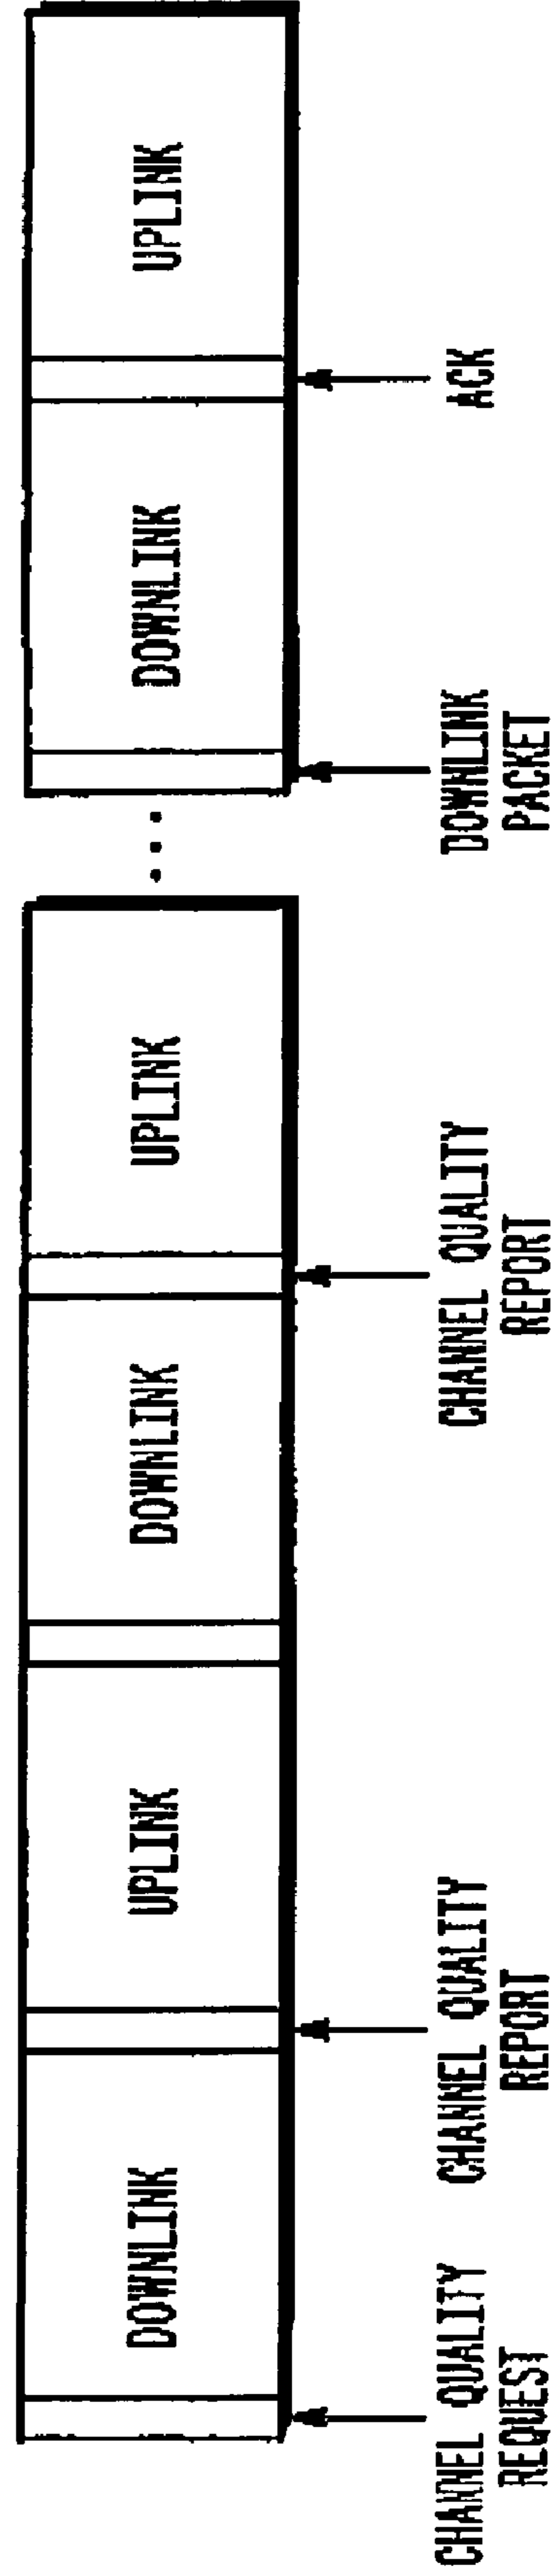 DOWNLINK
UPLINK
DOWNLINK
UPLINK
...
DOWNLINK
UPLINK
CHANNEL QUALITY
REQUEST
CHANNEL QUALITY
REPORT
CHANNEL QUALITY
REPORT
DOWNLINK
PACKET
ACK